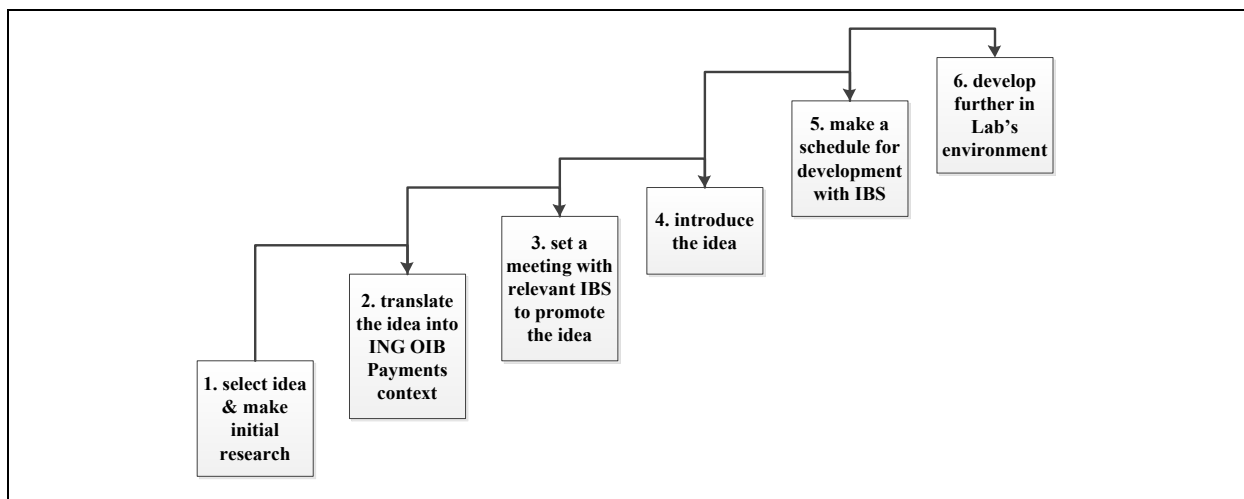 1. select idea
& make
initial
research
2. translate
the idea into
ING OIB
Payments
context
3. set a
meeting with
relevant IBS
to promote
the idea
4. introduce
the idea
5. make a
schedule for
development
with IBS
6. develop
further in
Lab’s
environment